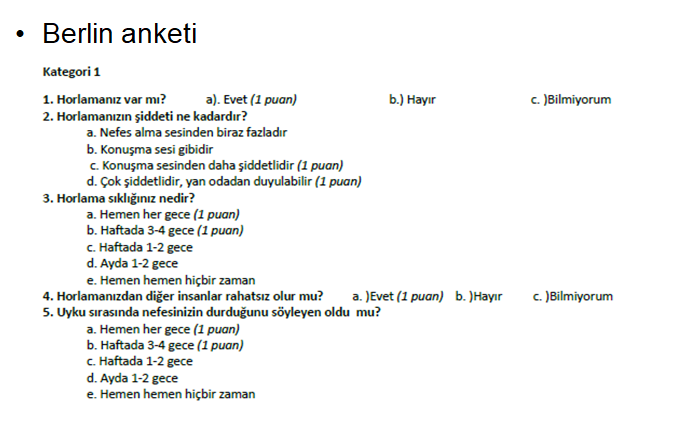 • Berlin anketi
Kategori 1
1. Horlamanız var mı? a). Evet (1 puan) b.) Hayır c. )Bilmiyorum
2. Horlamanızın şiddeti ne kadardır?
a. Nefes alma sesinden biraz fazladır
b. Konuşma sesi gibidir
c. Konuşma sesinden daha şiddetlidir (1 puan)
d. Çok şiddetlidir, yan odadan duyulabilir (1 puan)
3. Horlama sıklığınız nedir?
a. Hemen her gece (1 puan)
b. Haftada 3-4 gece (1 puan)
c. Haftada 1-2 gece
d. Ayda 1-2 gece
e. Hemen hemen hiçbir zaman
4. Horlamanızdan diğer insanlar rahatsız olur mu? a. )Evet (1 puan) b. )Hayır c. )Bilmiyorum
5. Uyku sırasında nefesinizin durduğunu söyleyen oldu mu?
a. Hemen her gece (1 puan)
b. Haftada 3-4 gece (1 puan)
c. Haftada 1-2 gece
d. Ayda 1-2 gece
e. Hemen hemen hiçbir zaman